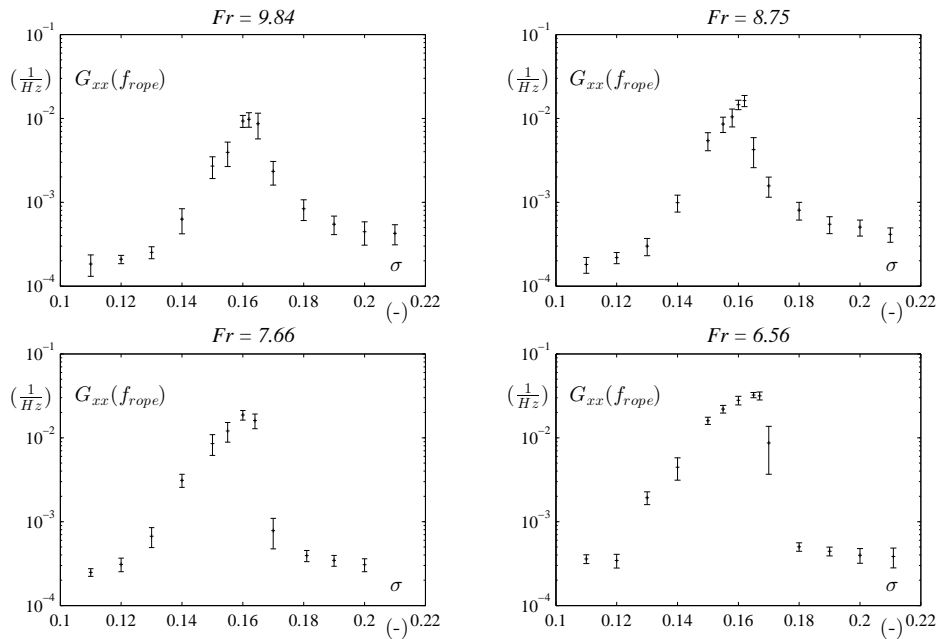 Fr = 9.84
10⁻¹
(1/Hz) Gₓₓ(f_rope)
10⁻²
10⁻³
10⁻⁴
σ
0.1 0.12 0.14 0.16 0.18 0.2 0.22
(-)
Fr = 8.75
10⁻¹
(1/Hz) Gₓₓ(f_rope)
10⁻²
10⁻³
10⁻⁴
σ
0.1 0.12 0.14 0.16 0.18 0.2 0.22
(-)
Fr = 7.66
10⁻¹
(1/Hz) Gₓₓ(f_rope)
10⁻²
10⁻³
10⁻⁴
σ
0.1 0.12 0.14 0.16 0.18 0.2 0.22
(-)
Fr = 6.56
10⁻¹
(1/Hz) Gₓₓ(f_rope)
10⁻²
10⁻³
10⁻⁴
σ
0.1 0.12 0.14 0.16 0.18 0.2 0.22
(-)